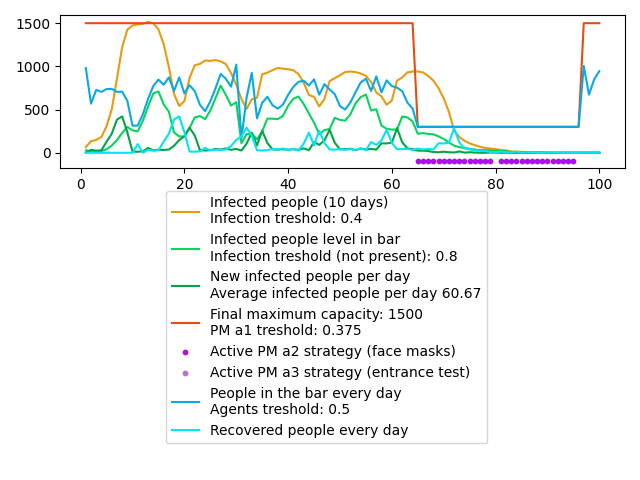 1500
1000
500
0
0
20
40
60
80
100
Infected people (10 days)
Infection treshold: 0.4
Infected people level in bar
Infection treshold (not present): 0.8
New infected people per day
Average infected people per day 60.67
Final maximum capacity: 1500
PM a1 treshold: 0.375
Active PM a2 strategy (face masks)
Active PM a3 strategy (entrance test)
People in the bar every day
Agents treshold: 0.5
Recovered people every day